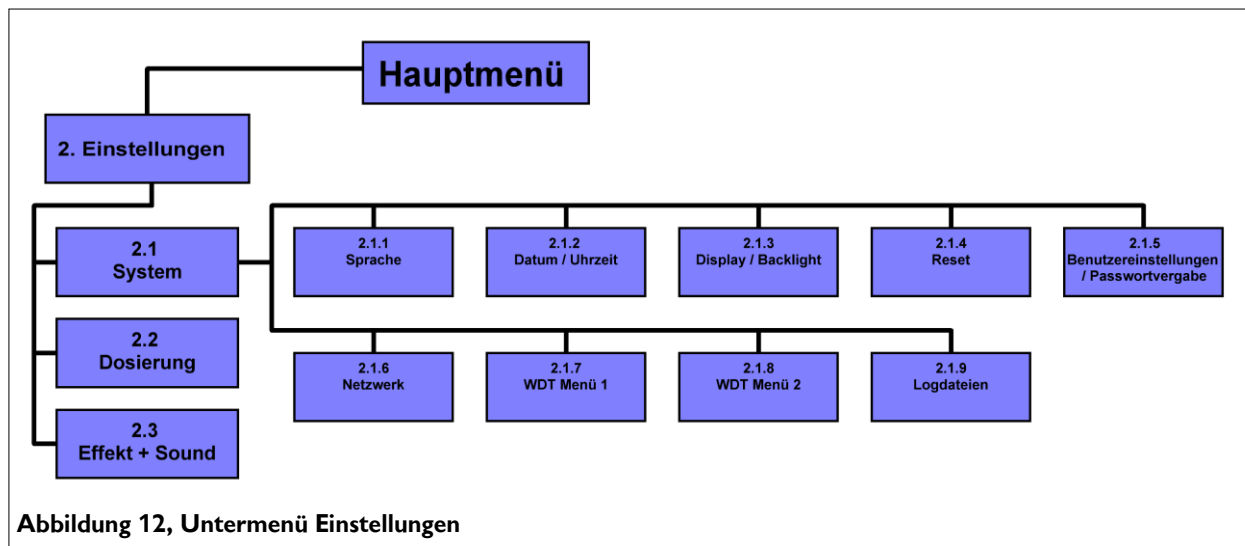 Hauptmenü
2. Einstellungen
2.1
System
2.1.1
Sprache
2.1.2
Datum / Uhrzeit
2.1.3
Display / Backlight
2.1.4
Reset
2.1.5
Benutzereinstellungen
/ Passwortvergabe
2.2
Dosierung
2.1.6
Netzwerk
2.1.7
WDT Menü 1
2.1.8
WDT Menü 2
2.1.9
Logdateien
2.3
Effekt + Sound
Abbildung 12, Untermenü Einstellungen